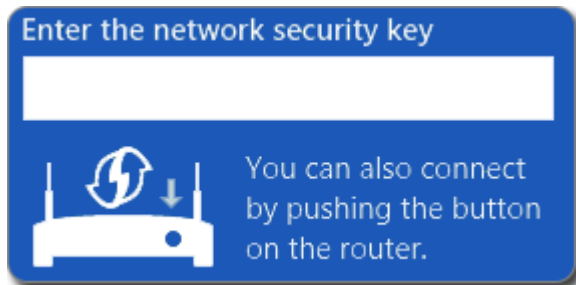 Enter the network security key
You can also connect
by pushing the button
on the router.